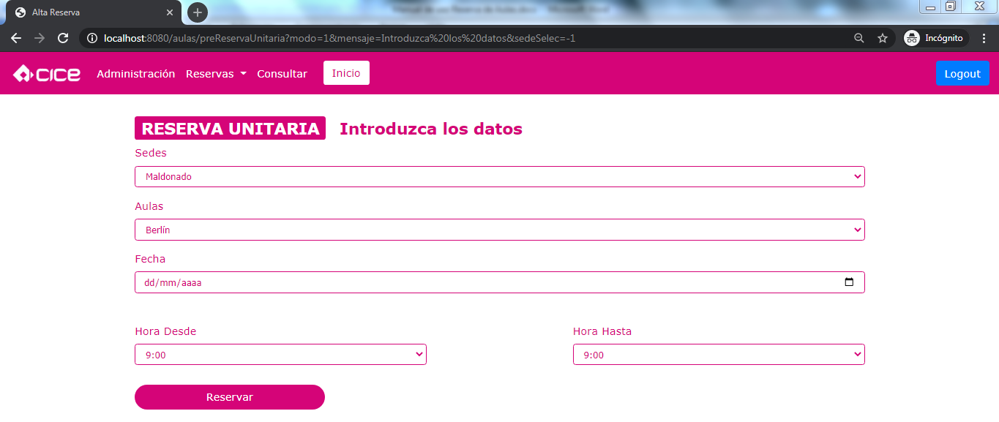 Alta Reserva
localhost:8080/aulas/preReservaUnitaria?modo=1&mensaje=Introduzca%20los%20datos&sedeSelec=-1
Incógnito
CICE Administración Reservas Consultar Inicio Logout
RESERVA UNITARIA Introduzca los datos
Sedes
Maldonado
Aulas
Berlín
Fecha
dd/mm/aaaa
Hora Desde Hora Hasta
9:00 9:00
Reservar